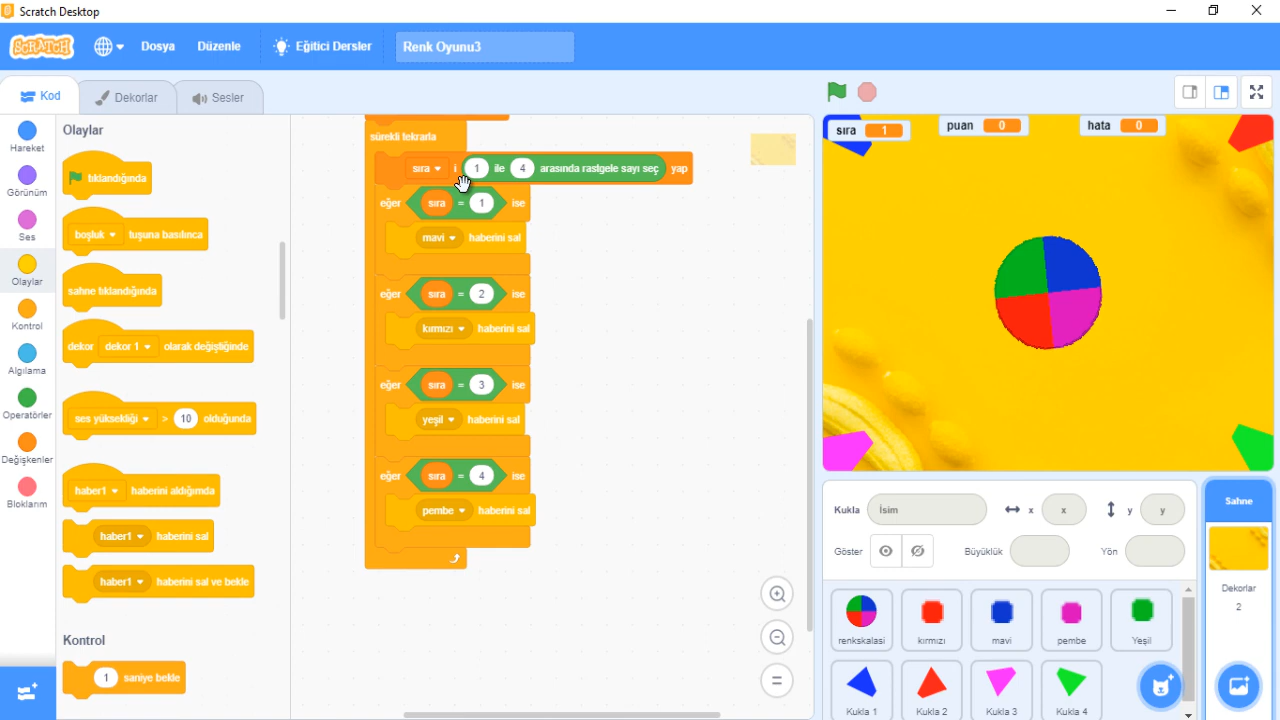 Scratch Desktop
SCRATCH Dosya Düzenle Eğitici Dersler Renk Oyunu3
Kod Dekorlar Sesler
Hareket
Görünüm
Ses
Olaylar
Kontrol
Algılama
Operatörler
Değişkenler
Bloklarım
Olaylar
tıklandığında
boşluk tuşuna basılınca
sahne tıklandığında
dekor dekor 1 olarak değiştiğinde
ses yüksekliği > 10 olduğunda
haber1 haberini aldığımda
haber1 haberini sal
haber1 haberini sal ve bekle
Kontrol
1 saniye bekle
sürekli tekrarla
sıra i 1 ile 4 arasında rastgele sayı seç yap
eğer sıra = 1 ise
mavi haberini sal
eğer sıra = 2 ise
kırmızı haberini sal
eğer sıra = 3 ise
yeşil haberini sal
eğer sıra = 4 ise
pembe haberini sal
sıra 1 puan 0 hata 0
Kukla İsim x x y y
Göster Büyüklük Yön
renkskalasi kırmızı mavi pembe Yeşil
Kukla 1 Kukla 2 Kukla 3 Kukla 4
Sahne
Dekorlar
2